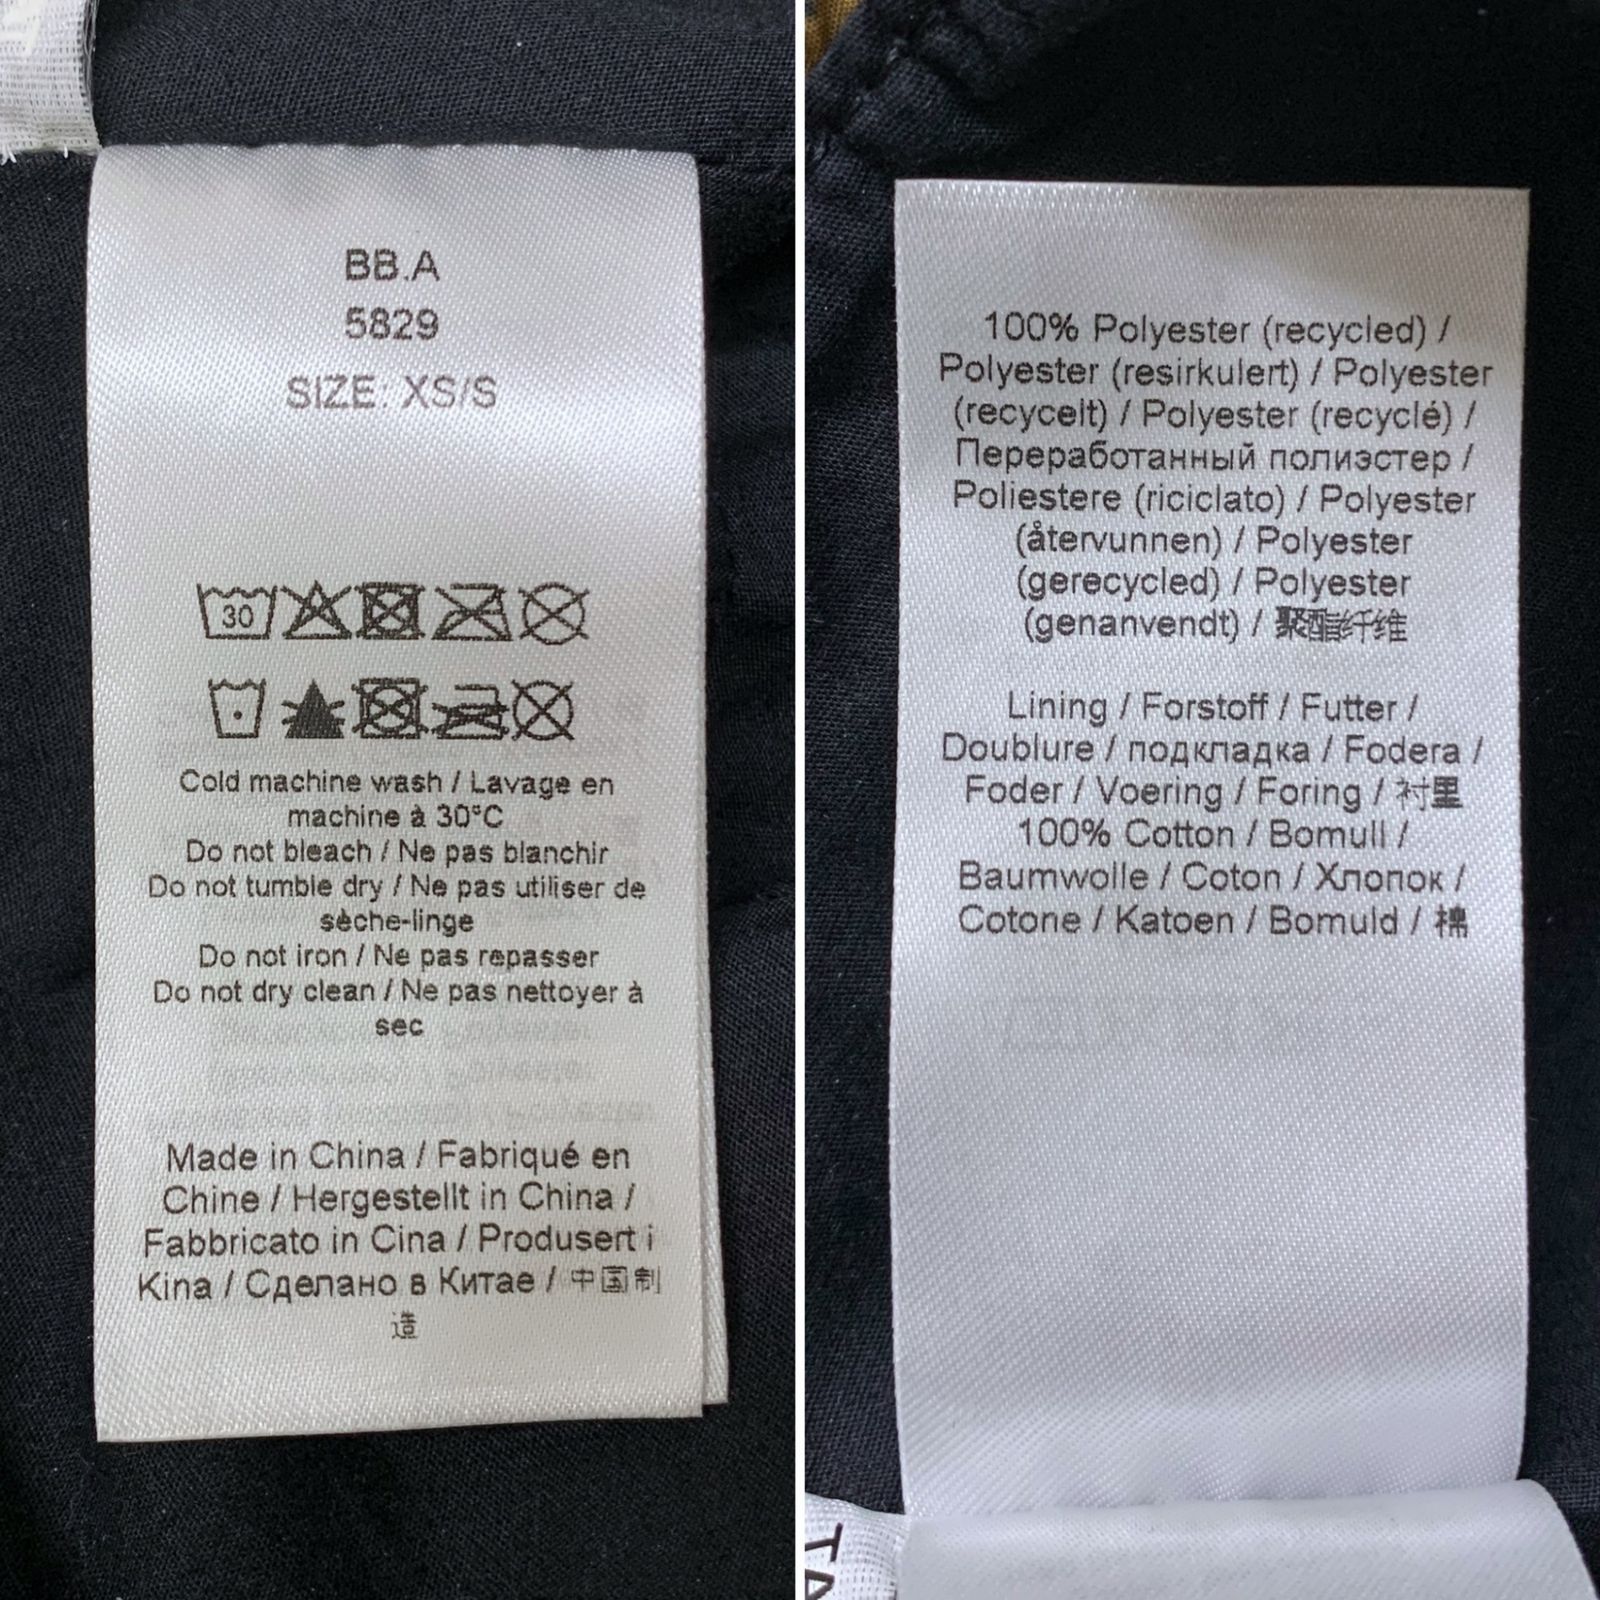 BB.A
5829
SIZE: XS/S
30
Cold machine wash / Lavage en
machine à 30°C
Do not bleach / Ne pas blanchir
Do not tumble dry / Ne pas utiliser de
sèche-linge
Do not iron / Ne pas repasser
Do not dry clean / Ne pas nettoyer à
sec
Made in China / Fabriqué en
Chine / Hergestellt in China /
Fabbricato in Cina / Produsert i
Kina / Сделано в Китае / 中国制
造
100% Polyester (recycled) /
Polyester (resirkulert) / Polyester
(recycelt) / Polyester (recyclé) /
Переработанный полиэстер /
Poliestere (riciclato) / Polyester
(återvunnen) / Polyester
(gerecycled) / Polyester
(genanvendt) / 聚酯纤维
Lining / Forstoff / Futter /
Doublure / подкладка / Fodera /
Foder / Voering / Foring / 衬里
100% Cotton / Bomull /
Baumwolle / Coton / Хлопок /
Cotone / Katoen / Bomuld / 棉